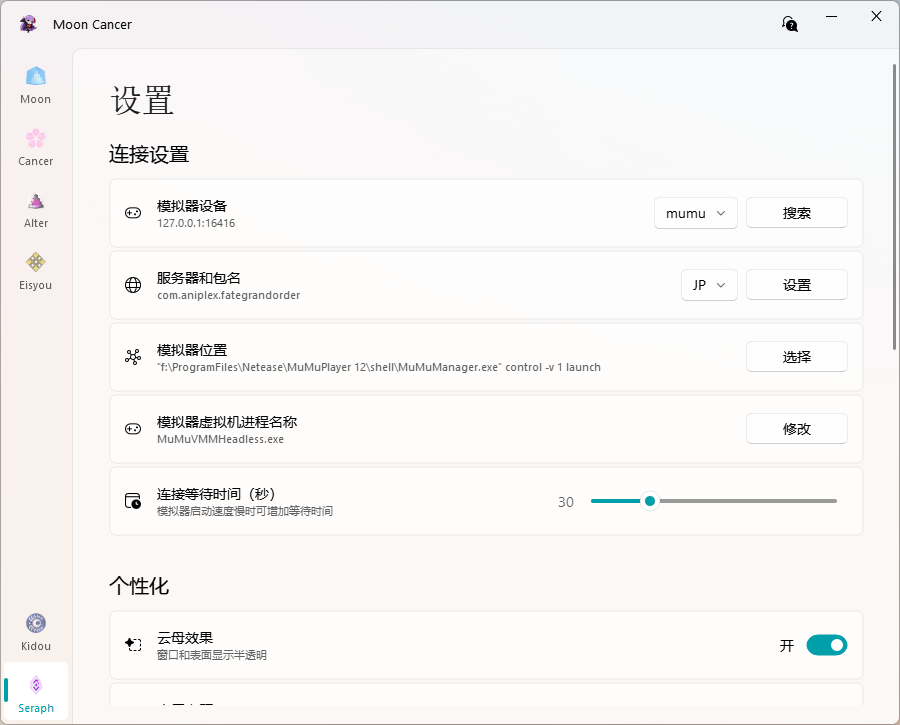 Moon Cancer
Moon
Cancer
Alter
Eisyou
Kidou
Seraph
设置
连接设置
模拟器设备
127.0.0.1:16416
mumu
搜索
服务器和包名
com.aniplex.fategrandorder
JP
设置
模拟器位置
"f:\ProgramFiles\Netease\MuMuPlayer 12\shell\MuMuManager.exe" control -v 1 launch
选择
模拟器虚拟机进程名称
MuMuVMMHeadless.exe
修改
连接等待时间（秒）
模拟器启动速度慢时可增加等待时间
30
个性化
云母效果
窗口和表面显示半透明
开